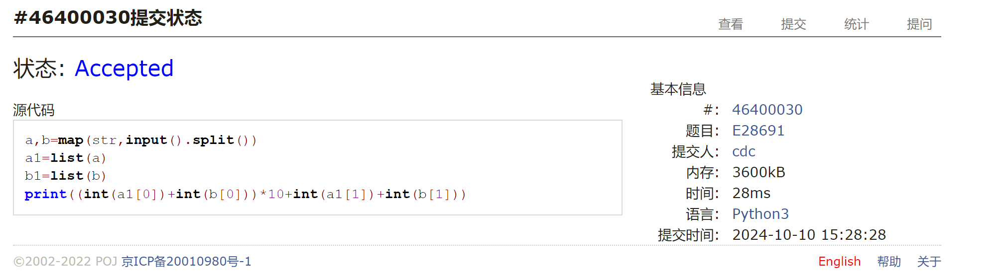 #46400030提交状态
查看 提交 统计 提问
状态: Accepted
源代码
a,b=map(str,input().split())
a1=list(a)
b1=list(b)
print((int(a1[0])+int(b[0]))*10+int(a1[1])+int(b[1]))
基本信息
#: 46400030
题目: E28691
提交人: cdc
内存: 3600kB
时间: 28ms
语言: Python3
提交时间: 2024-10-10 15:28:28
©2002-2022 POJ 京ICP备20010980号-1
English 帮助 关于